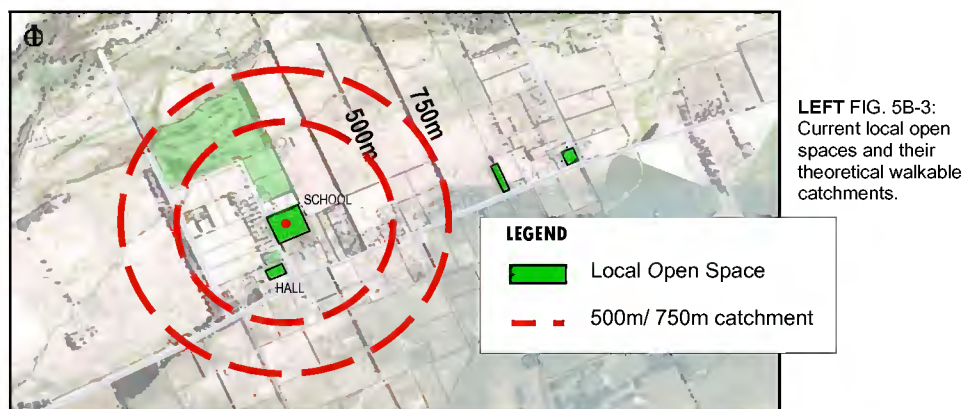 500m
750m
SCHOOL
HALL
LEGEND
Local Open Space
500m/ 750m catchment
LEFT FIG. 5B-3:
Current local open
spaces and their
theoretical walkable
catchments.